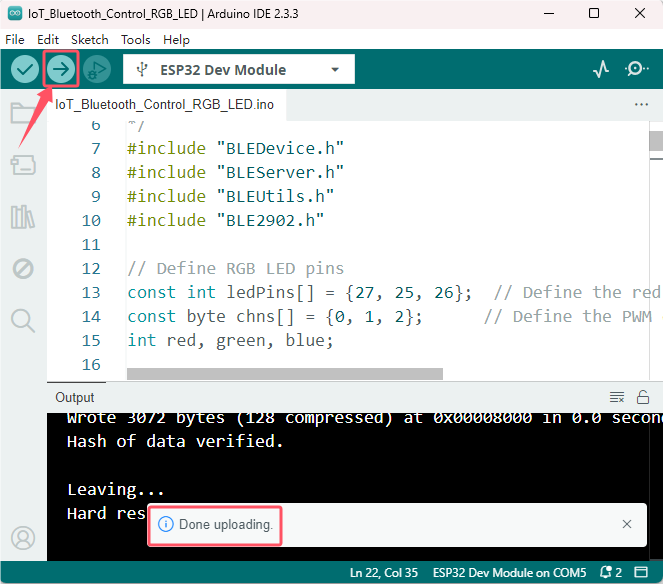 IoT_Bluetooth_Control_RGB_LED | Arduino IDE 2.3.3
File Edit Sketch Tools Help
ESP32 Dev Module
IoT_Bluetooth_Control_RGB_LED.ino
6 */
7 #include "BLEDevice.h"
8 #include "BLEServer.h"
9 #include "BLEUtils.h"
10 #include "BLE2902.h"
11
12 // Define RGB LED pins
13 const int ledPins[] = {27, 25, 26}; // Define the red
14 const byte chns[] = {0, 1, 2}; // Define the PWM
15 int red, green, blue;
16
Output
Wrote 3072 bytes (128 compressed) at 0x00008000 in 0.0 secon
Hash of data verified.
Leaving...
Hard res
Done uploading.
Ln 22, Col 35 ESP32 Dev Module on COM5 2